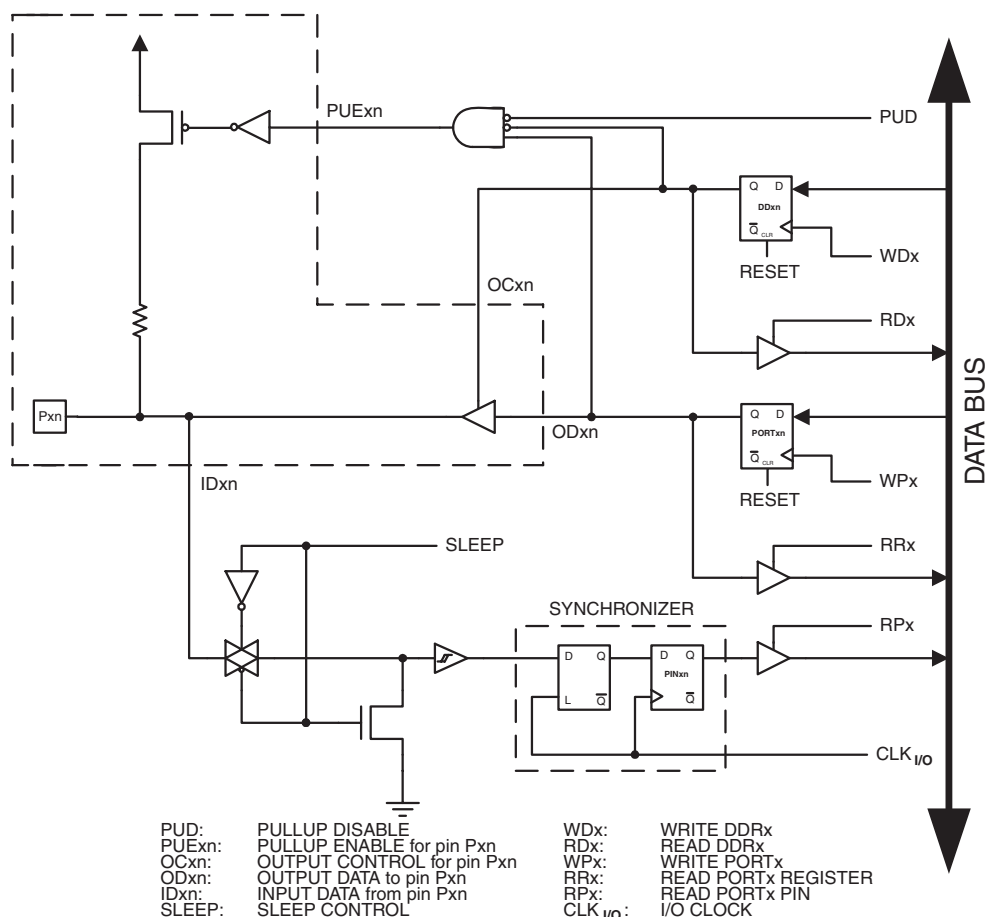 PUExn
PUD
Q D
DDxn
Q CLR
WDx
RESET
OCxn
RDx
Pxn
ODxn
Q D
PORTxn
Q CLR
WPx
RESET
IDxn
SLEEP
RRx
SYNCHRONIZER
RPx
D Q
L Q
D Q
PINxn
Q
CLK I/O
DATA BUS
PUD: PULLUP DISABLE
PUExn: PULLUP ENABLE for pin Pxn
OCxn: OUTPUT CONTROL for pin Pxn
ODxn: OUTPUT DATA to pin Pxn
IDxn: INPUT DATA from pin Pxn
SLEEP: SLEEP CONTROL
WDx: WRITE DDRx
RDx: READ DDRx
WPx: WRITE PORTx
RRx: READ PORTx REGISTER
RPx: READ PORTx PIN
CLK I/O: I/O CLOCK